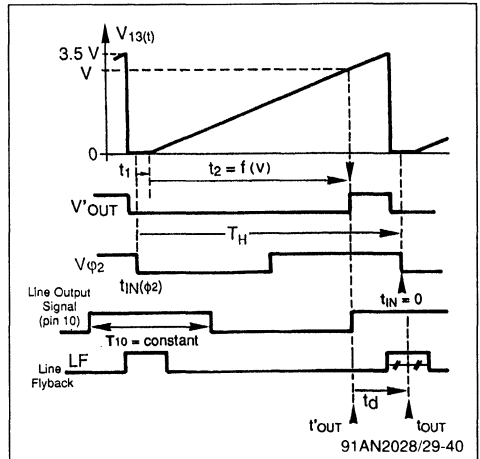 V13(t)
3.5 V
V
0
t1
t2 = f (V)
V'OUT
TH
Vφ2
tIN(φ2)
tIN = 0
Line Output
Signal
(pin 10)
T10 = constant
LF
Line
Flyback
td
t'OUT
tOUT
91AN2028/29-40